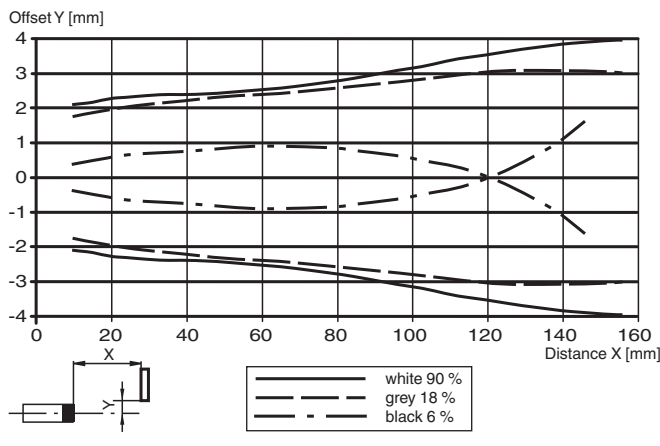 Offset Y [mm]
4
3
2
1
0
-1
-2
-3
-4
0 20 40 60 80 100 120 140 160
Distance X [mm]
X
Y
white 90 %
grey 18 %
black 6 %